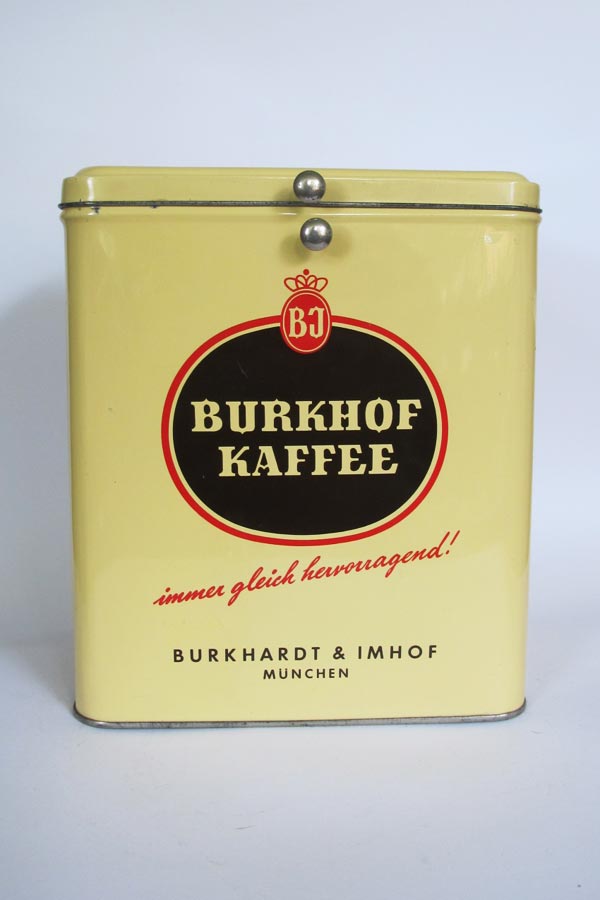 BJ
BURKHOF
KAFFEE
immer gleich hervorragend!
BURKHARDT & IMHOF
MÜNCHEN